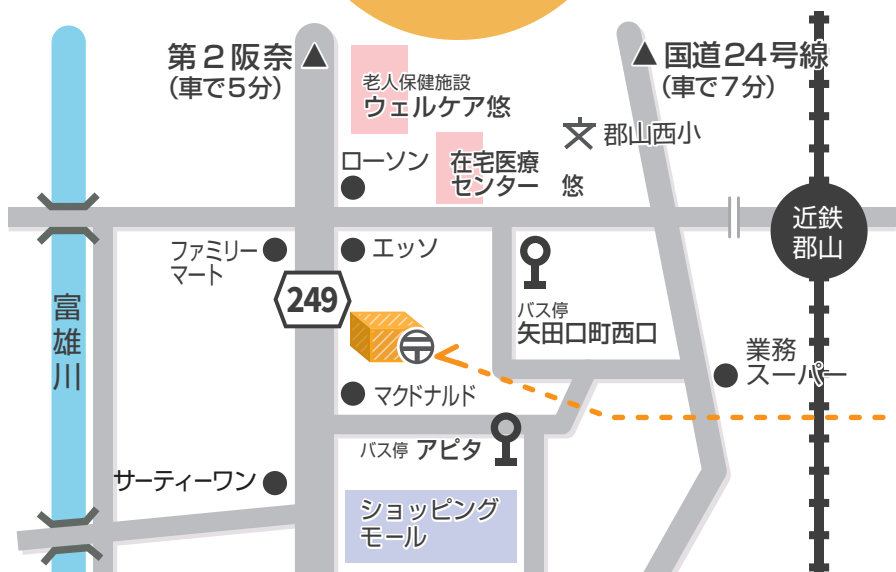 第2阪奈▲
(車で5分)
▲国道24号線
(車で7分)
老人保健施設
ウェルケア悠
郡山西小
ローソン
在宅医療
センター 悠
近鉄
郡山
ファミリー
マート
エッソ
249
バス停
矢田口町西口
富雄川
〒
業務
スーパー
マクドナルド
バス停 アピタ
サーティーワン
ショッピング
モール